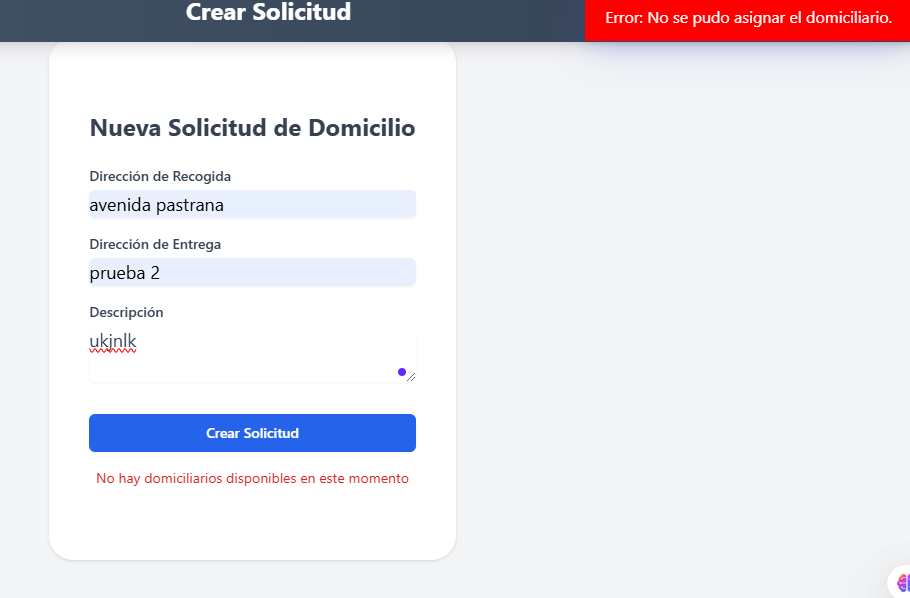 Crear Solicitud
Error: No se pudo asignar el domiciliario.
Nueva Solicitud de Domicilio
Dirección de Recogida
avenida pastrana
Dirección de Entrega
prueba 2
Descripción
ukjnlk
Crear Solicitud
No hay domiciliarios disponibles en este momento